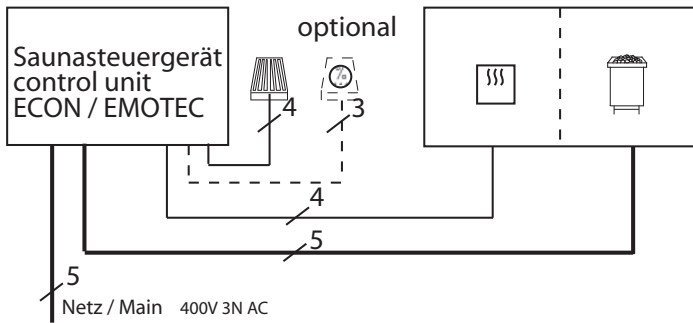 optional
Saunasteuergerät
control unit
ECON / EMOTEC
4
3
4
5
5
Netz / Main 400V 3N AC